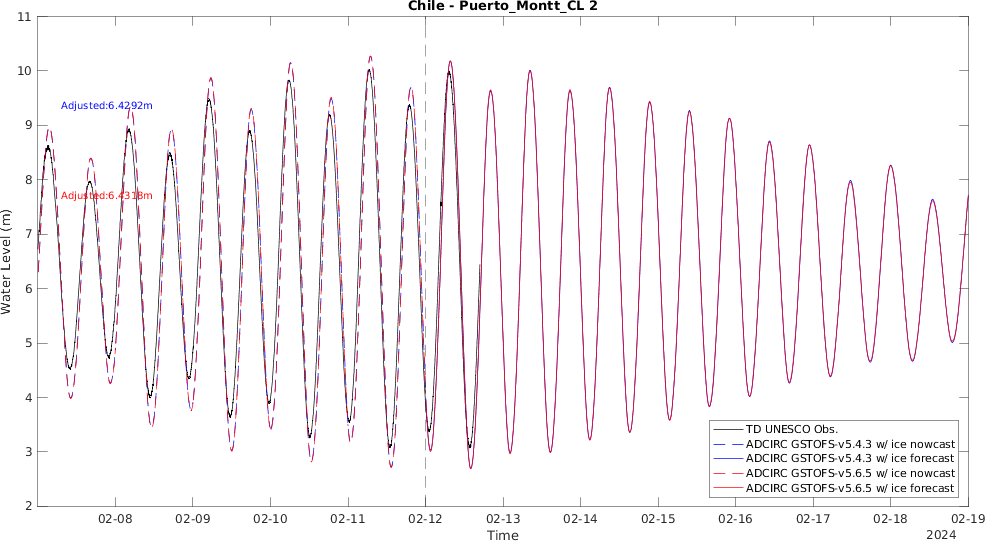 Chile - Puerto_Montt_CL 2
11
10
9
8
7
6
5
4
3
2
Water Level (m)
Adjusted:6.4292m
Adjusted:6.4318m
TD UNESCO Obs.
ADCIRC GSTOFS-v5.4.3 w/ ice nowcast
ADCIRC GSTOFS-v5.4.3 w/ ice forecast
ADCIRC GSTOFS-v5.6.5 w/ ice nowcast
ADCIRC GSTOFS-v5.6.5 w/ ice forecast
02-08 02-09 02-10 02-11 02-12 02-13 02-14 02-15 02-16 02-17 02-18 02-19
Time
2024